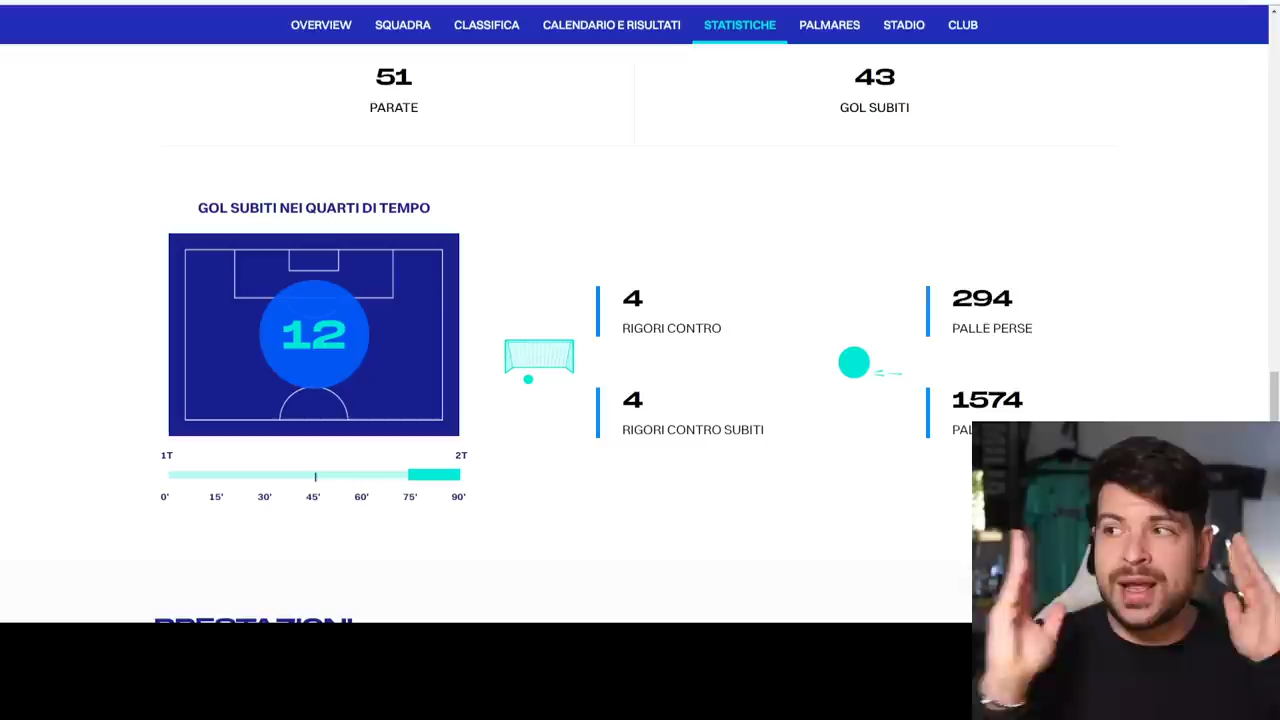 OVERVIEW SQUADRA CLASSIFICA CALENDARIO E RISULTATI STATISTICHE PALMARES STADIO CLUB
51 43
PARATE GOL SUBITI
GOL SUBITI NEI QUARTI DI TEMPO
12
4 294
RIGORI CONTRO PALLE PERSE
4 1574
RIGORI CONTRO SUBITI
1T 2T
0' 15' 30' 45' 60' 75' 90'
PRESTAZIONI